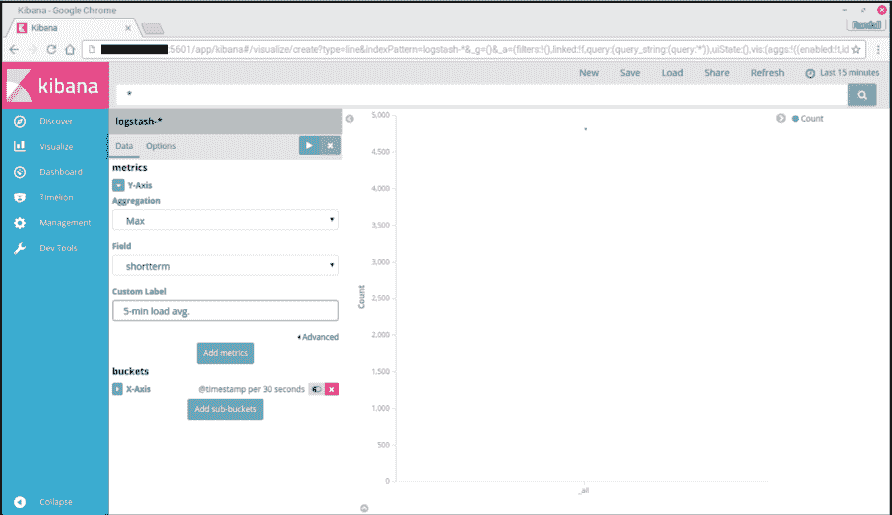 Kibana - Google Chrome
Kibana
Randall
:5601/app/kibana#/visualize/create?type=line&indexPattern=logstash-*&_g=()&_a=(filters:!(),linked:!f,query:(query_string:(query:'*')),uiState:(),vis:(aggs:!((enabled:!t,id
kibana
New Save Load Share Refresh Last 15 minutes
*
Discover
Visualize
Dashboard
Timelion
Management
Dev Tools
Collapse
logstash-*
Data Options
metrics
Y-Axis
Aggregation
Max
Field
shortterm
Custom Label
5-min load avg.
Advanced
Add metrics
buckets
X-Axis @timestamp per 30 seconds
Add sub-buckets
Count
5,000
4,500
4,000
3,500
3,000
2,500
2,000
1,500
1,000
500
0
Count
_all